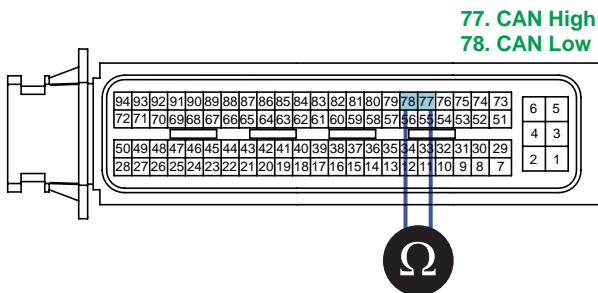 77. CAN High
78. CAN Low
94 93 92 91 90 89 88 87 86 85 84 83 82 81 80 79 78 77 76 75 74 73
72 71 70 69 68 67 66 65 64 63 62 61 60 59 58 57 56 55 54 53 52 51
50 49 48 47 46 45 44 43 42 41 40 39 38 37 36 35 34 33 32 31 30 29
28 27 26 25 24 23 22 21 20 19 18 17 16 15 14 13 12 11 10 9 8 7
6 5
4 3
2 1
Ω